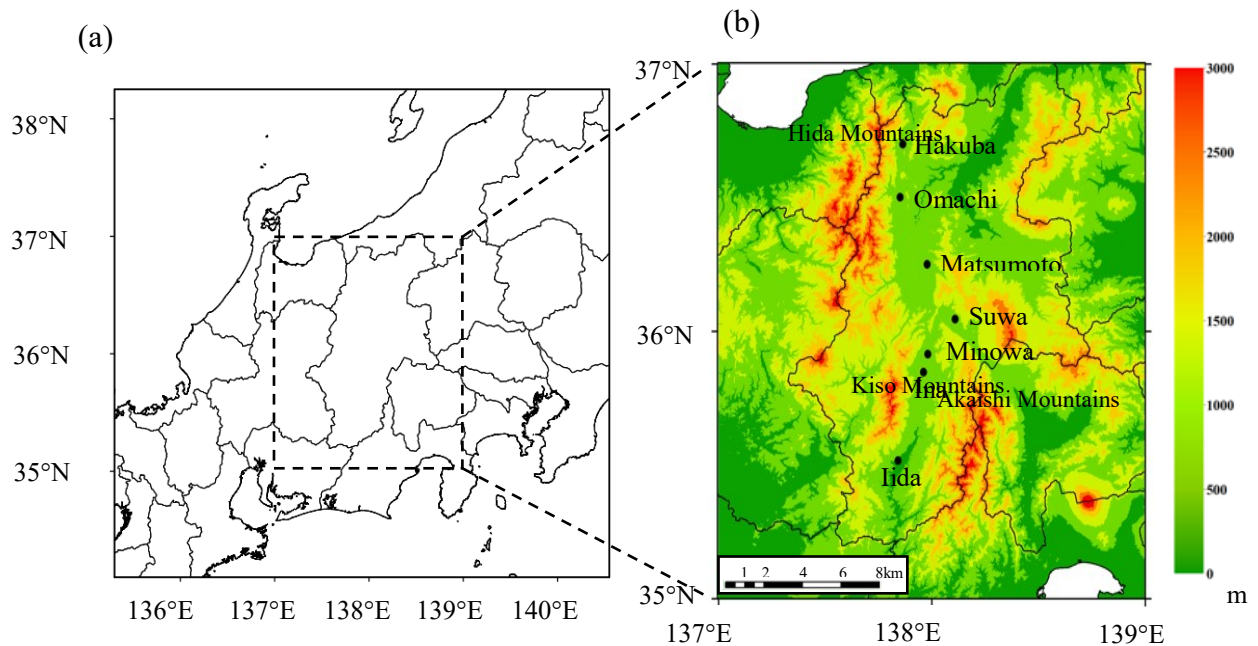 (a)
(b)
38°N
37°N
36°N
35°N
136°E
137°E
138°E
139°E
140°E
37°N
36°N
35°N
137°E
138°E
139°E
Hida Mountains
Hakuba
Omachi
Matsumoto
Suwa
Minowa
Kiso Mountains
Ina
Akaishi Mountains
Iida
1 2 4 6 8km
3000
2500
2000
1500
1000
500
0
m